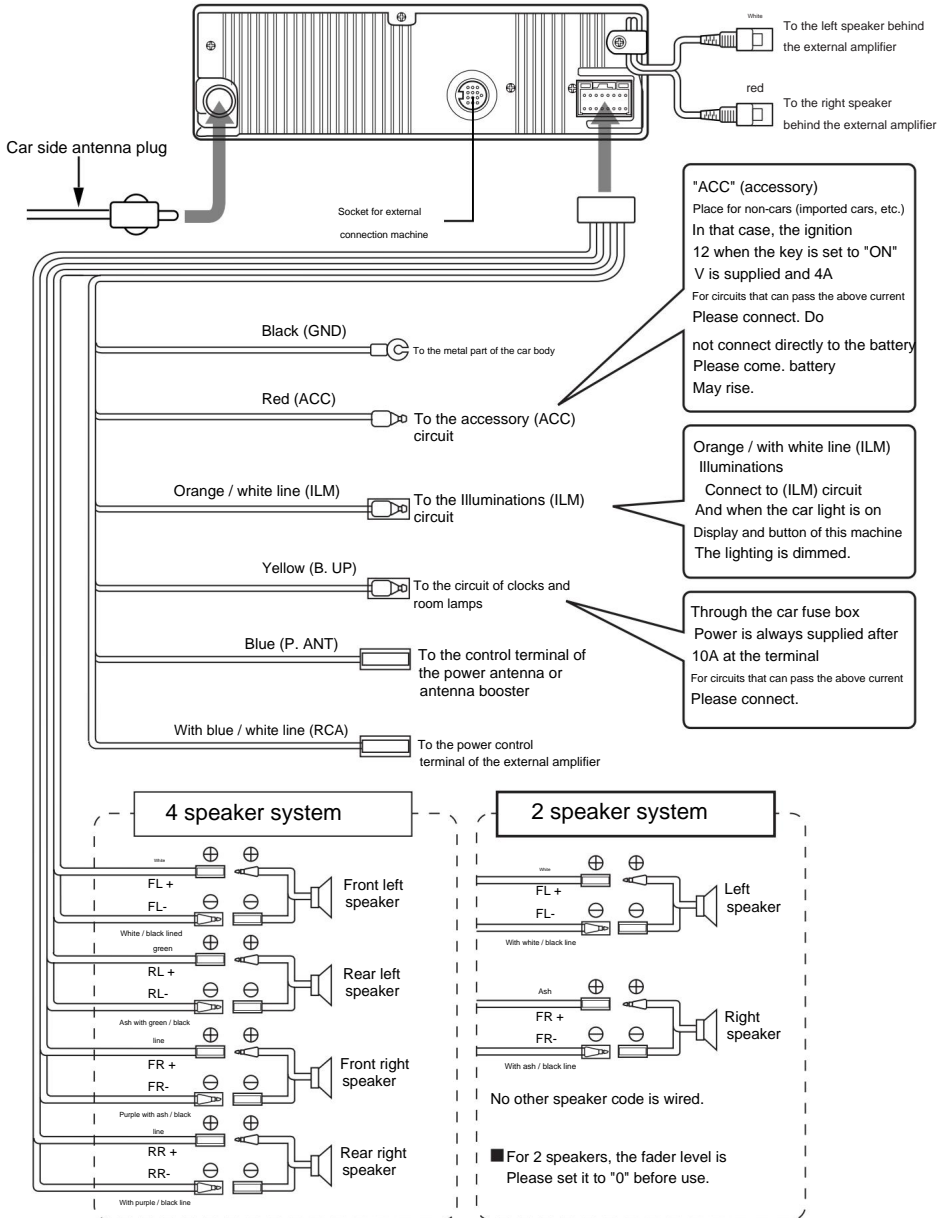 White
To the left speaker behind
the external amplifier
red
To the right speaker
behind the external amplifier
Car side antenna plug
Socket for external
connection machine
"ACC" (accessory)
Place for non-cars (imported cars, etc.)
In that case, the ignition
12 when the key is set to "ON"
V is supplied and 4A
For circuits that can pass the above current
Please connect. Do
not connect directly to the battery
Please come. battery
May rise.
Black (GND)
To the metal part of the car body
Red (ACC)
To the accessory (ACC)
circuit
Orange / white line (ILM)
To the Illuminations (ILM)
circuit
Orange / with white line (ILM)
Illuminations
Connect to (ILM) circuit
And when the car light is on
Display and button of this machine
The lighting is dimmed.
Yellow (B. UP)
To the circuit of clocks and
room lamps
Through the car fuse box
Power is always supplied after
10A at the terminal
For circuits that can pass the above current
Please connect.
Blue (P. ANT)
To the control terminal of
the power antenna or
antenna booster
With blue / white line (RCA)
To the power control
terminal of the external amplifier
4 speaker system
White
⊕ ⊕
FL +
FL-
⊖ ⊖
Front left
speaker
White / black lined
green
⊕ ⊕
RL +
RL-
⊖ ⊖
Rear left
speaker
Ash with green / black
line
⊕ ⊕
FR +
FR-
⊖ ⊖
Front right
speaker
Purple with ash / black
line
⊕ ⊕
RR +
RR-
⊖ ⊖
Rear right
speaker
With purple / black line
2 speaker system
White
⊕ ⊕
FL +
FL-
⊖ ⊖
Left
speaker
With white / black line
Ash
⊕ ⊕
FR +
FR-
⊖ ⊖
Right
speaker
With ash / black line
No other speaker code is wired.
■ For 2 speakers, the fader level is
Please set it to "0" before use.